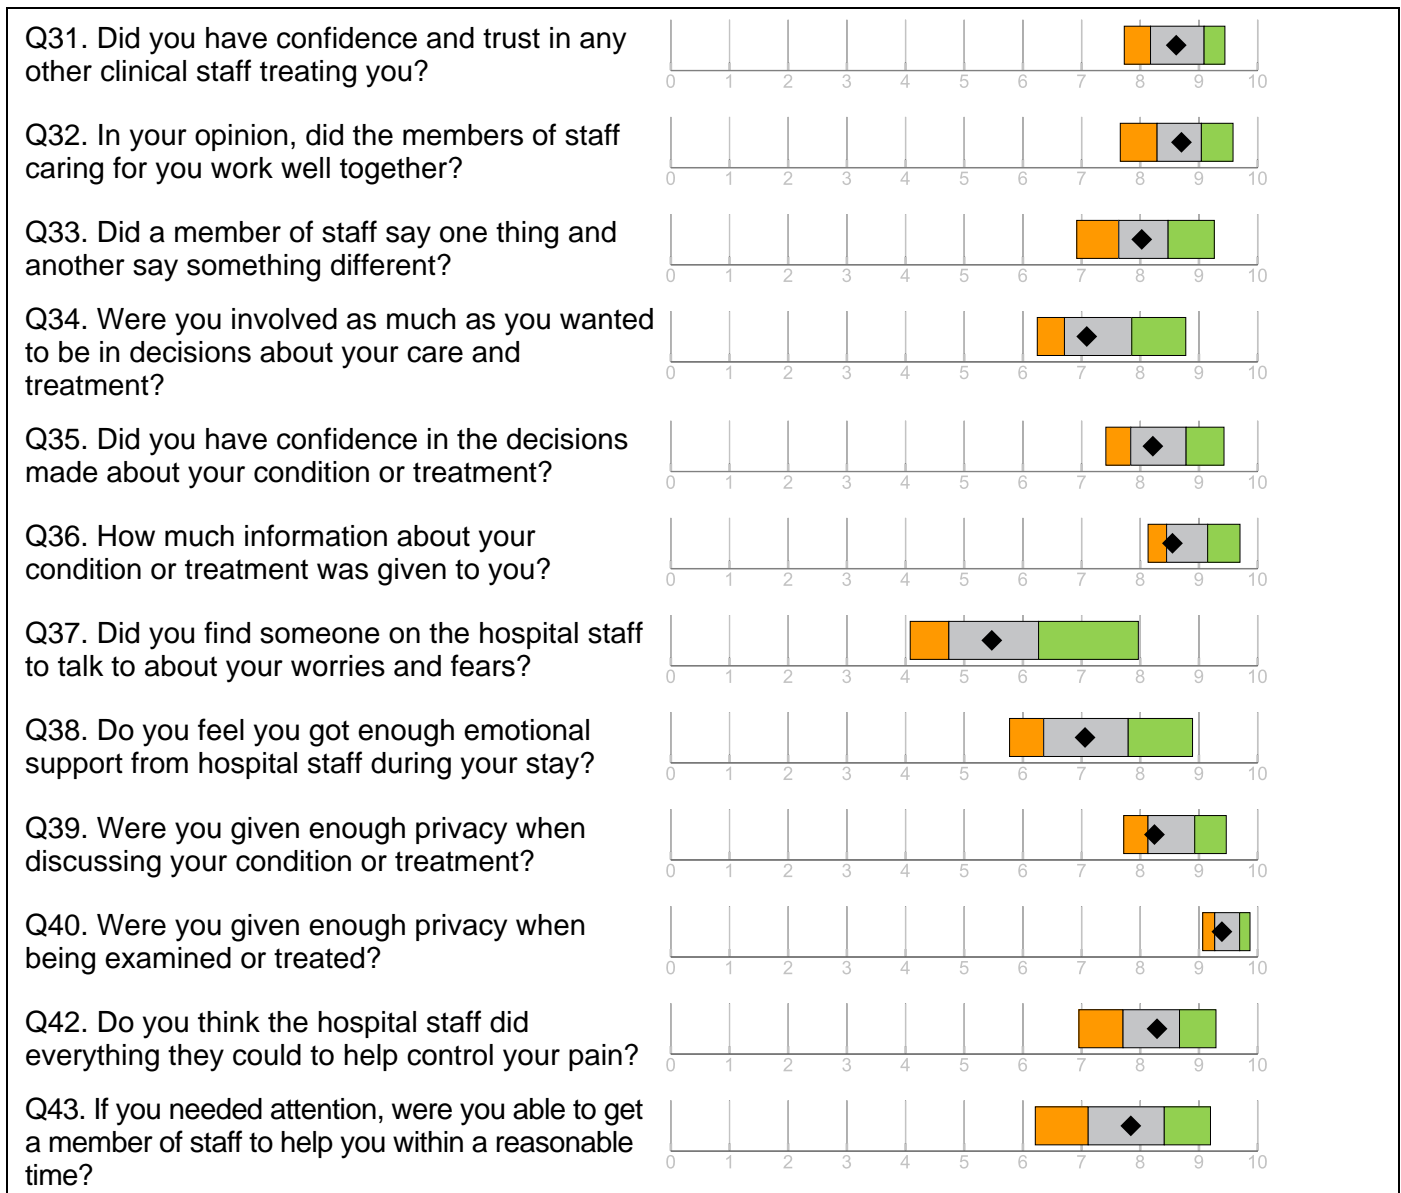 Q31. Did you have confidence and trust in any
other clinical staff treating you?
0 1 2 3 4 5 6 7 8 9 10
Q32. In your opinion, did the members of staff
caring for you work well together?
0 1 2 3 4 5 6 7 8 9 10
Q33. Did a member of staff say one thing and
another say something different?
0 1 2 3 4 5 6 7 8 9 10
Q34. Were you involved as much as you wanted
to be in decisions about your care and
treatment?
0 1 2 3 4 5 6 7 8 9 10
Q35. Did you have confidence in the decisions
made about your condition or treatment?
0 1 2 3 4 5 6 7 8 9 10
Q36. How much information about your
condition or treatment was given to you?
0 1 2 3 4 5 6 7 8 9 10
Q37. Did you find someone on the hospital staff
to talk to about your worries and fears?
0 1 2 3 4 5 6 7 8 9 10
Q38. Do you feel you got enough emotional
support from hospital staff during your stay?
0 1 2 3 4 5 6 7 8 9 10
Q39. Were you given enough privacy when
discussing your condition or treatment?
0 1 2 3 4 5 6 7 8 9 10
Q40. Were you given enough privacy when
being examined or treated?
0 1 2 3 4 5 6 7 8 9 10
Q42. Do you think the hospital staff did
everything they could to help control your pain?
0 1 2 3 4 5 6 7 8 9 10
Q43. If you needed attention, were you able to get
a member of staff to help you within a reasonable
time?
0 1 2 3 4 5 6 7 8 9 10